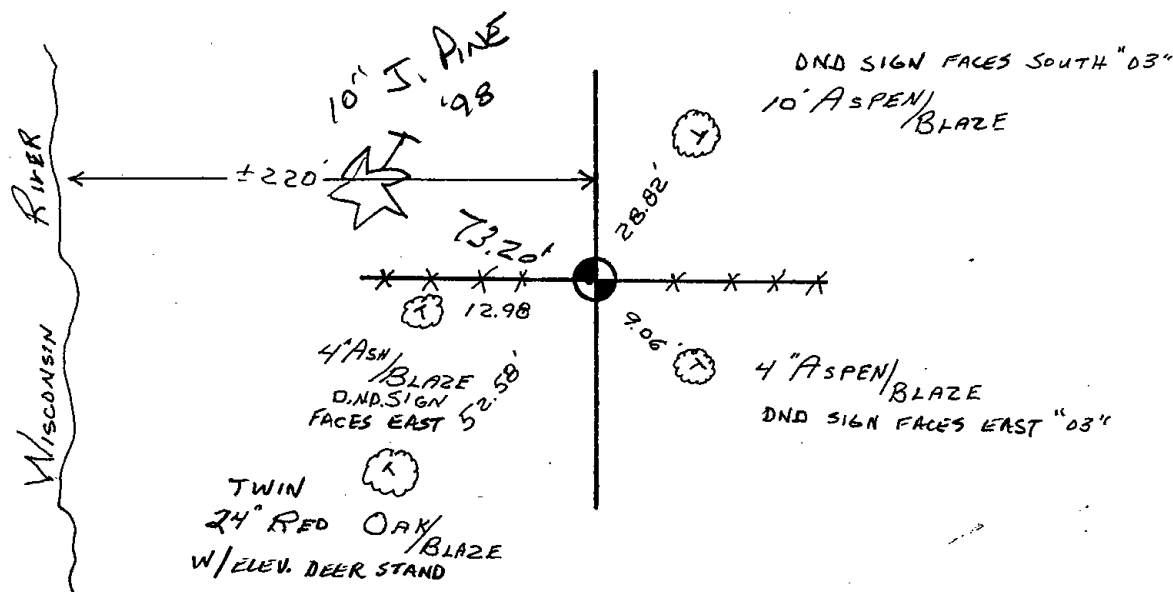 10" J. PINE
'98
DND SIGN FACES SOUTH "03"
10' ASPEN/BLAZE
WISCONSIN RIVER
±220'
28.82'
73.20'
12.98
9.06'
4" ASH/BLAZE
D.N.D. SIGN
FACES EAST
52.58'
4" ASPEN/BLAZE
DND SIGN FACES EAST "03"
TWIN
24" RED OAK/BLAZE
W/ELEV. DEER STAND